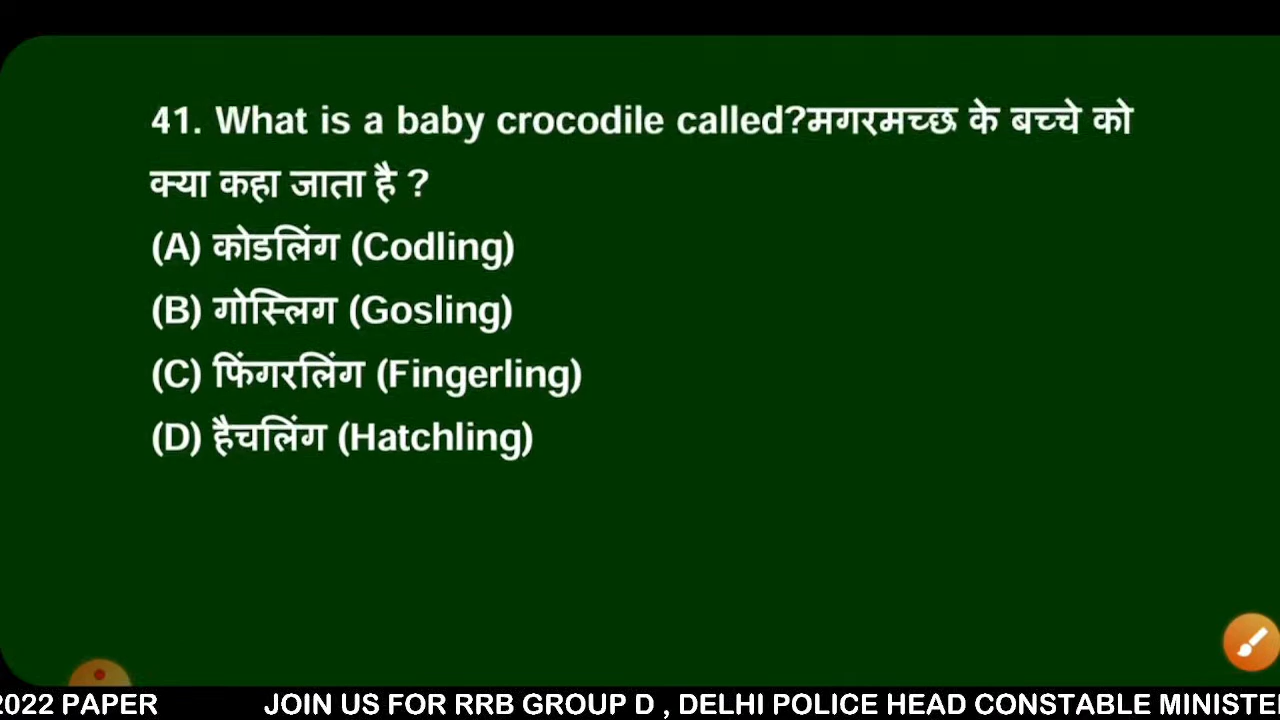 41. What is a baby crocodile called?मगरमच्छ के बच्चे को
क्या कहा जाता है ?
(A) कोडलिंग (Codling)
(B) गोस्लिग (Gosling)
(C) फिंगरलिंग (Fingerling)
(D) हैचलिंग (Hatchling)
2022 PAPER JOIN US FOR RRB GROUP D , DELHI POLICE HEAD CONSTABLE